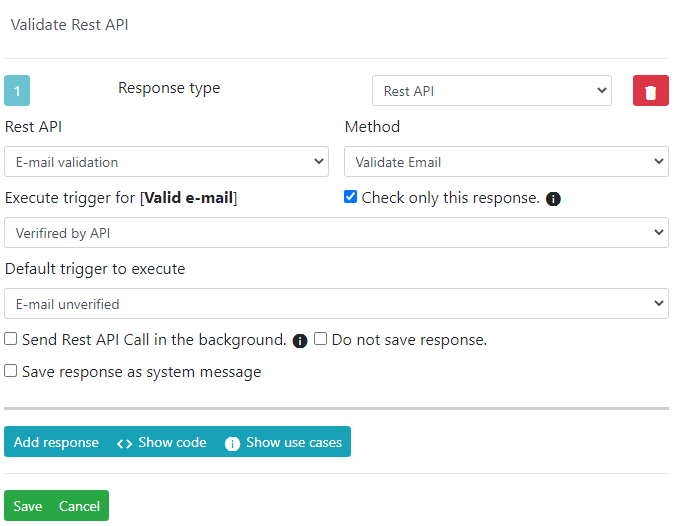 Validate Rest API
1 Response type Rest API
Rest API Method
E-mail validation Validate Email
Execute trigger for [Valid e-mail] Check only this response. i
Verifired by API
Default trigger to execute
E-mail unverified
Send Rest API Call in the background. i Do not save response.
Save response as system message
Add response <> Show code i Show use cases
Save Cancel